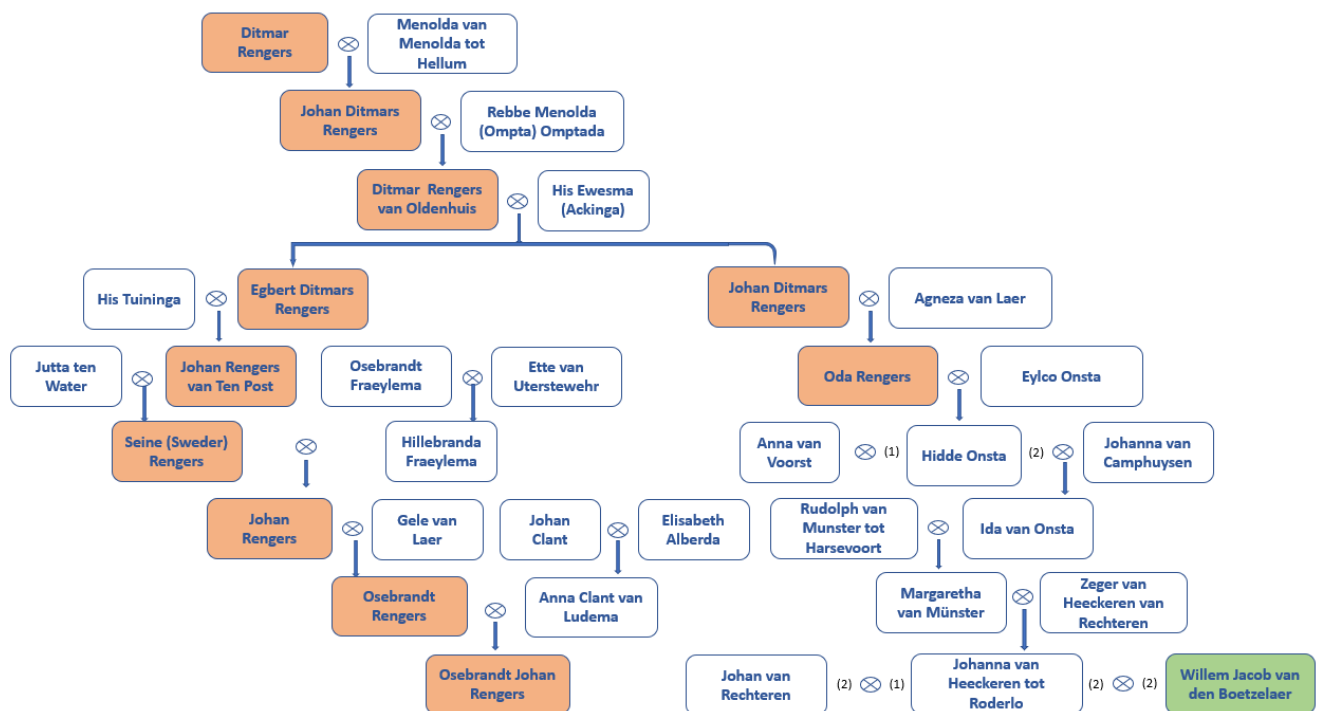 Ditmar
Rengers
Menolda van
Menolda tot
Hellum
Johan Ditmars
Rengers
Rebbe Menolda
(Ompta) Omptada
Ditmar Rengers
van Oldenhuis
His Ewesma
(Ackinga)
His Tuininga
Egbert Ditmars
Rengers
Johan Ditmars
Rengers
Agneza van Laer
Jutta ten
Water
Johan Rengers
van Ten Post
Osebrandt
Fraeylema
Ette van
Uterstewehr
Oda Rengers
Eylco Onsta
Seine (Sweder)
Rengers
Hillebranda
Fraeylema
Anna van
Voorst
(1)
Hidde Onsta
(2)
Johanna van
Camphuysen
Johan
Rengers
Gele van
Laer
Johan
Clant
Elisabeth
Alberda
Rudolph van
Munster tot
Harsevoort
Ida van Onsta
Osebrandt
Rengers
Anna Clant van
Ludema
Margaretha
van Münster
Zeger van
Heeckeren van
Rechteren
Osebrandt Johan
Rengers
Johan van
Rechteren
(2)
(1)
Johanna van
Heeckeren tot
Roderlo
(2)
(2)
Willem Jacob van
den Boetzelaer